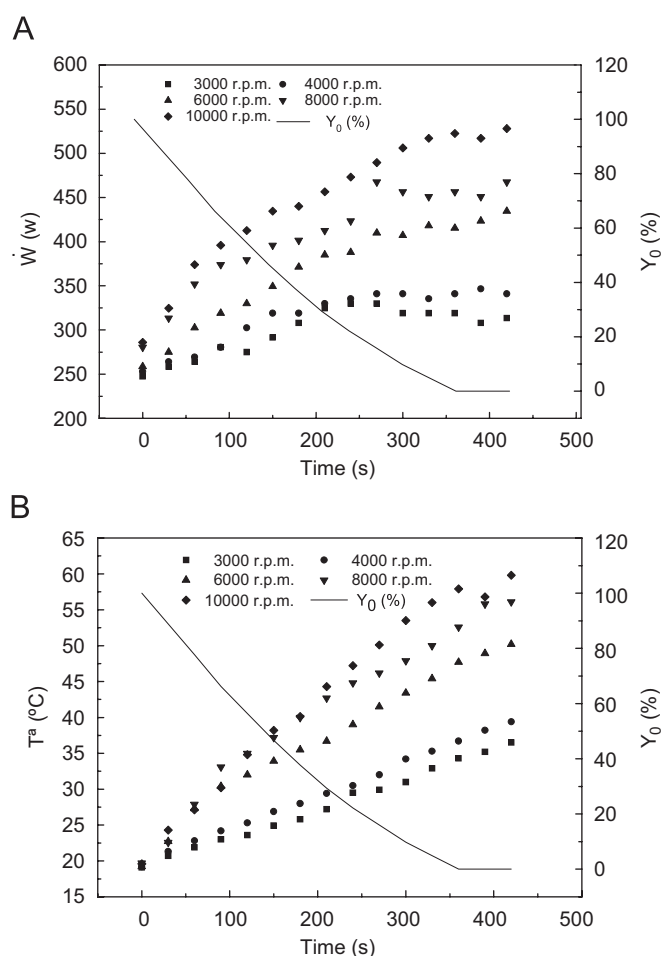 A
600
550
500
450
400
350
300
250
200
Ẇ (w)
3000 r.p.m. 4000 r.p.m.
6000 r.p.m. 8000 r.p.m.
10000 r.p.m. Y0 (%)
120
100
80
60
40
20
0
Y0 (%)
0 100 200 300 400 500
Time (s)
B
65
60
55
50
45
40
35
30
25
20
15
Tª (ºC)
3000 r.p.m. 4000 r.p.m.
6000 r.p.m. 8000 r.p.m.
10000 r.p.m. Y0 (%)
120
100
80
60
40
20
0
Y0 (%)
0 100 200 300 400 500
Time (s)